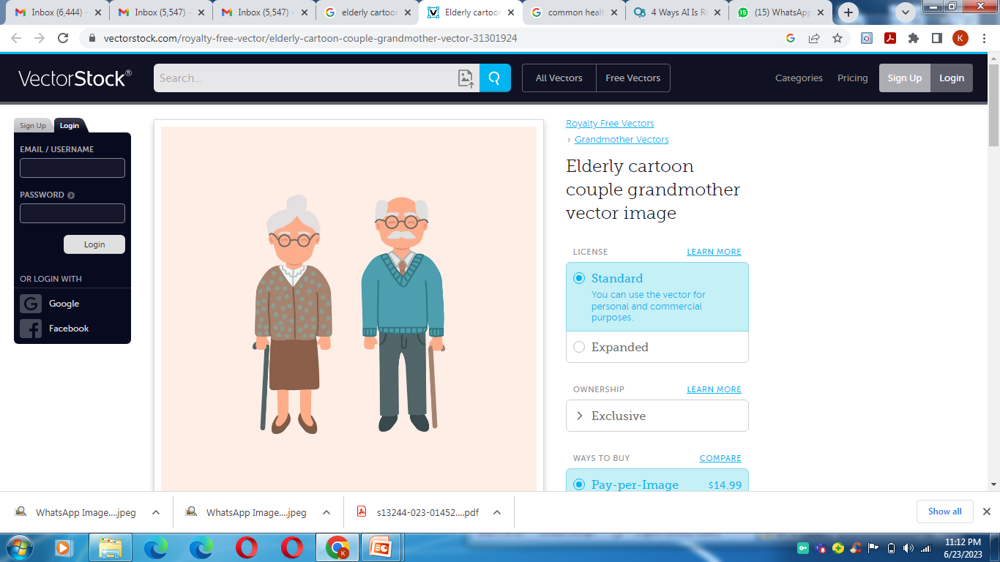 Inbox (6,444) -
Inbox (5,547) -
Inbox (5,547) -
elderly cartoon
Elderly cartoon
common healt
4 Ways AI Is Re
(15) WhatsApp
vectorstock.com/royalty-free-vector/elderly-cartoon-couple-grandmother-vector-31301924
K
VectorStock®
Search...
All Vectors
Free Vectors
Categories
Pricing
Sign Up
Login
Sign Up
Login
EMAIL / USERNAME
PASSWORD
Login
OR LOGIN WITH
Google
Facebook
Royalty Free Vectors
› Grandmother Vectors
Elderly cartoon
couple grandmother
vector image
LICENSE
LEARN MORE
Standard
You can use the vector for
personal and commercial
purposes.
Expanded
OWNERSHIP
LEARN MORE
Exclusive
WAYS TO BUY
COMPARE
Pay-per-Image
$14.99
WhatsApp Image....jpeg
WhatsApp Image....jpeg
s13244-023-01452....pdf
Show all
11:12 PM
6/23/2023